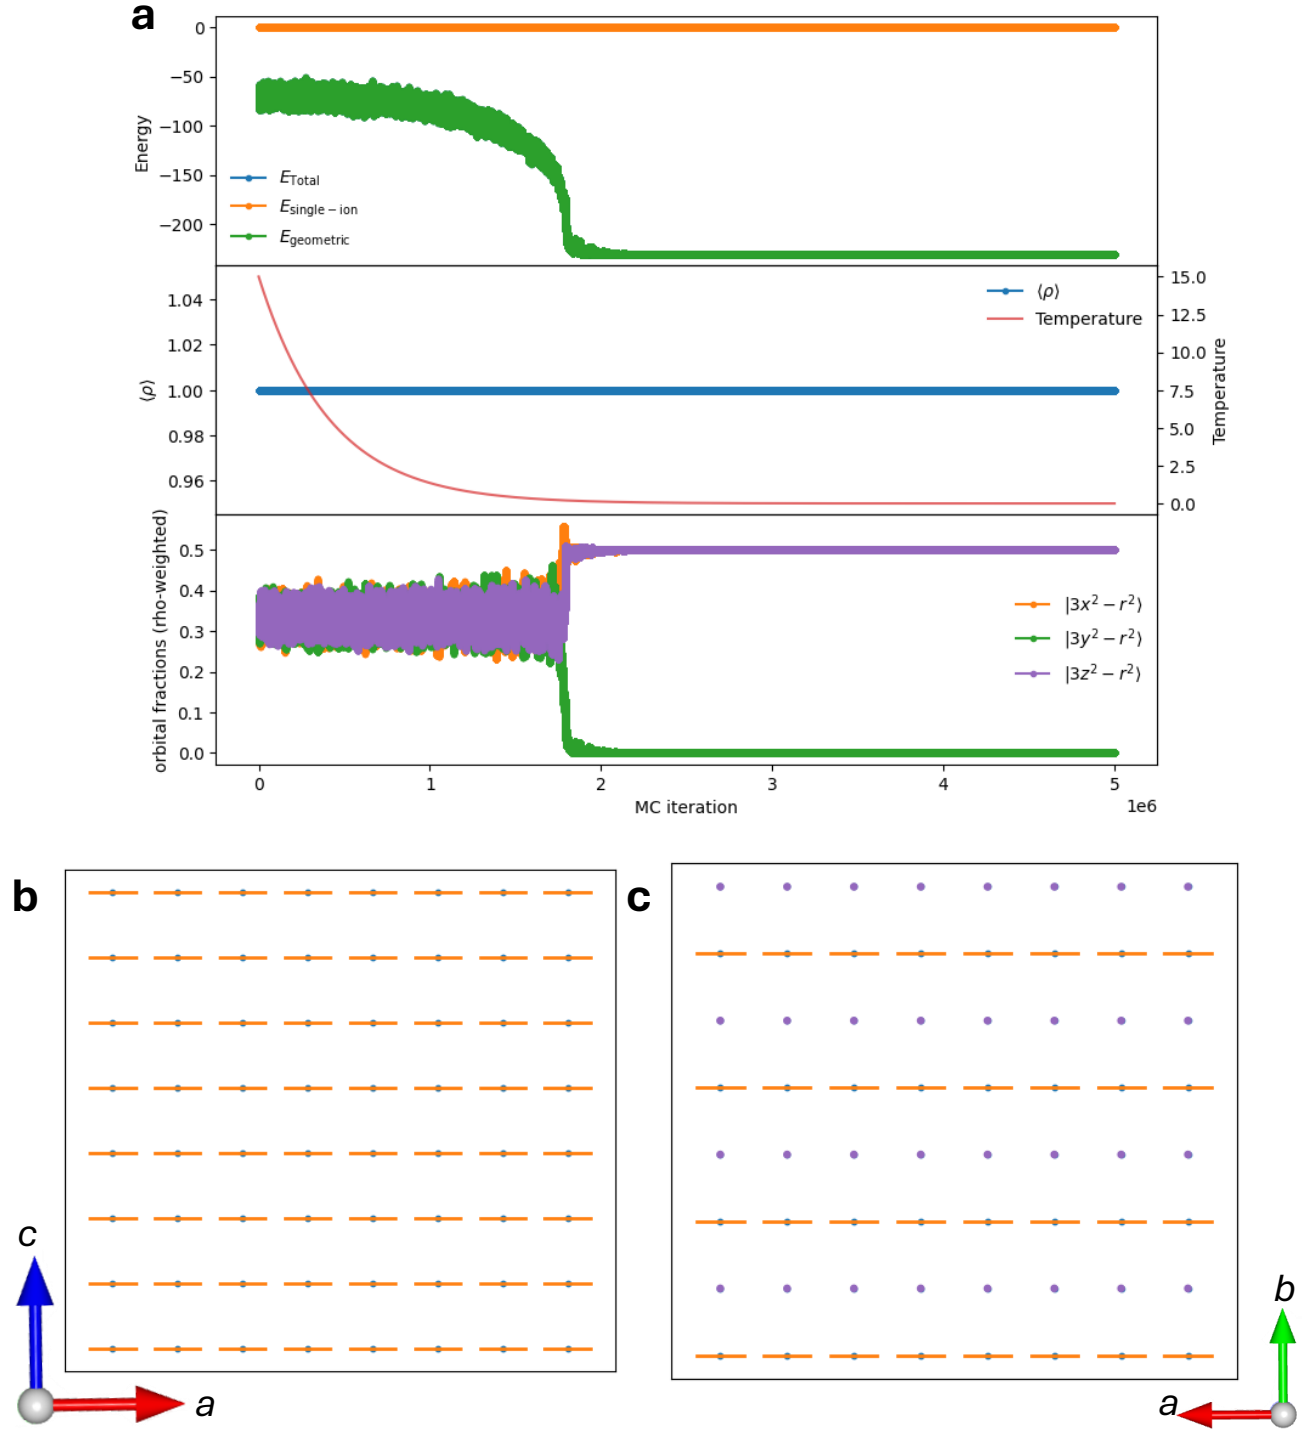 a
0
−50
−100
−150
−200
Energy
E_Total
E_single−ion
E_geometric
1.04
1.02
1.00
0.98
0.96
⟨ρ⟩
⟨ρ⟩
Temperature
15.0
12.5
10.0
7.5
5.0
2.5
0.0
Temperature
0.5
0.4
0.3
0.2
0.1
0.0
orbital fractions (rho-weighted)
|3x² − r²⟩
|3y² − r²⟩
|3z² − r²⟩
0 1 2 3 4 5
MC iteration
1e6
b
c
a
c
b
a